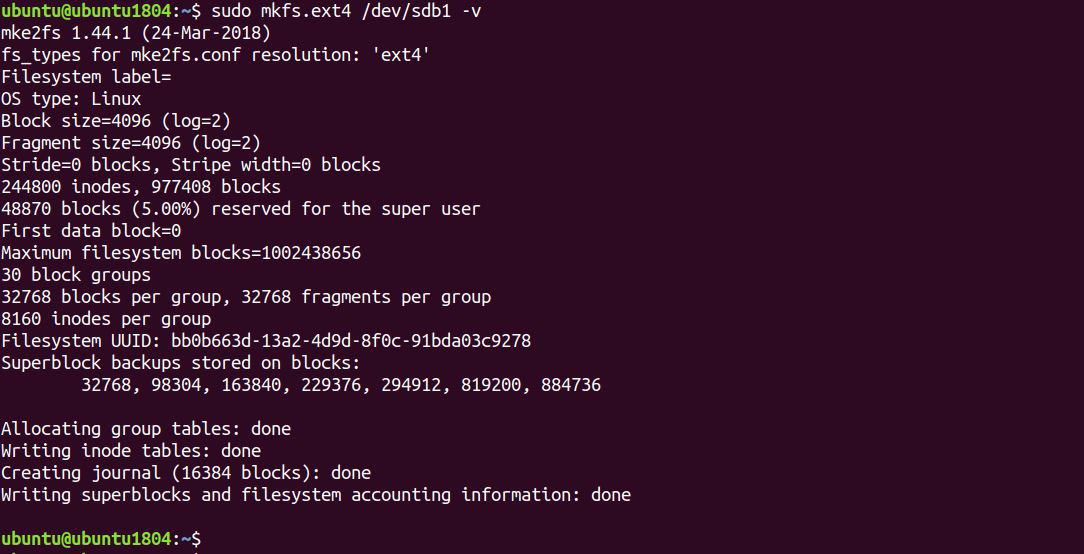 ubuntu@ubuntu1804:~$ sudo mkfs.ext4 /dev/sdb1 -v
mke2fs 1.44.1 (24-Mar-2018)
fs_types for mke2fs.conf resolution: 'ext4'
Filesystem label=
OS type: Linux
Block size=4096 (log=2)
Fragment size=4096 (log=2)
Stride=0 blocks, Stripe width=0 blocks
244800 inodes, 977408 blocks
48870 blocks (5.00%) reserved for the super user
First data block=0
Maximum filesystem blocks=1002438656
30 block groups
32768 blocks per group, 32768 fragments per group
8160 inodes per group
Filesystem UUID: bb0b663d-13a2-4d9d-8f0c-91bda03c9278
Superblock backups stored on blocks:
32768, 98304, 163840, 229376, 294912, 819200, 884736
Allocating group tables: done
Writing inode tables: done
Creating journal (16384 blocks): done
Writing superblocks and filesystem accounting information: done
ubuntu@ubuntu1804:~$